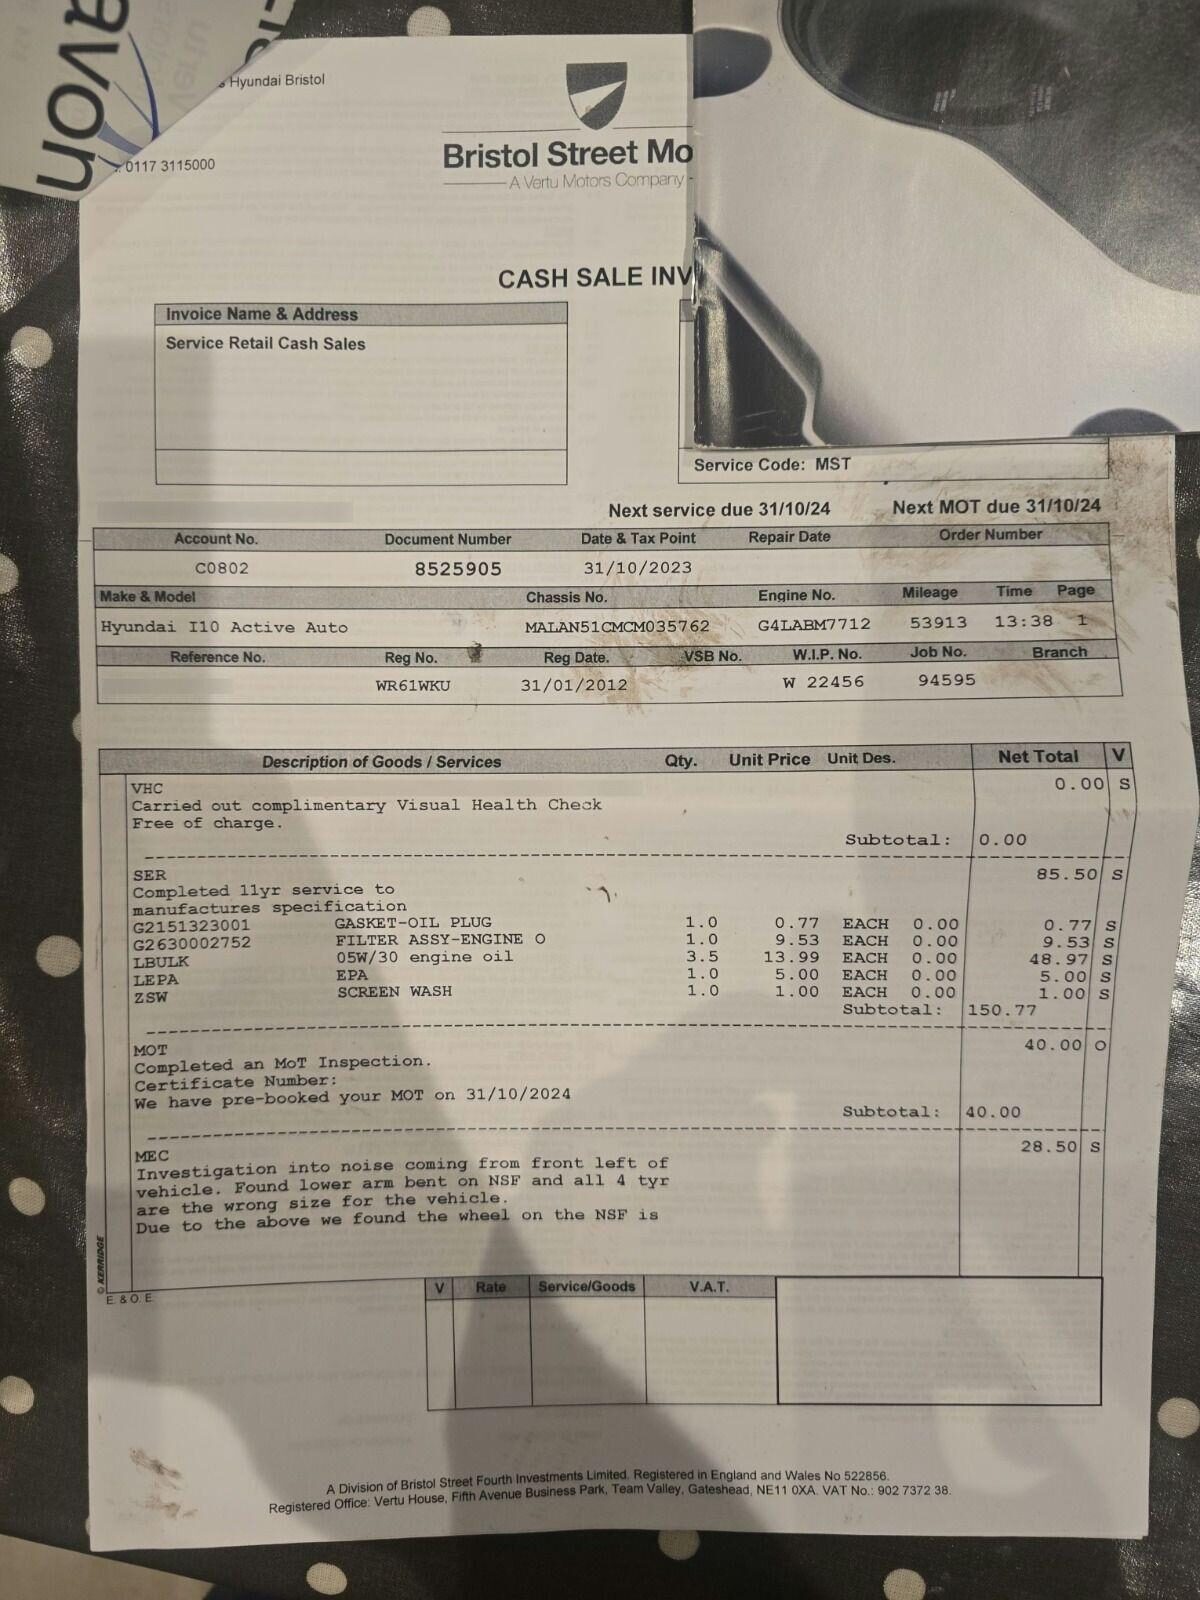 avon
Hyundai Bristol
0117 3115000
Bristol Street Mo
A Vertu Motors Company
CASH SALE INV
Invoice Name & Address
Service Retail Cash Sales
Service Code: MST
Next service due 31/10/24 Next MOT due 31/10/24
Account No. Document Number Date & Tax Point Repair Date Order Number
C0802 8525905 31/10/2023
Make & Model Chassis No. Engine No. Mileage Time Page
Hyundai I10 Active Auto MALAN51CMCM035762 G4LABM7712 53913 13:38 1
Reference No. Reg No. Reg Date. VSB No. W.I.P. No. Job No. Branch
WR61WKU 31/01/2012 W 22456 94595
Description of Goods / Services Qty. Unit Price Unit Des. Net Total V
VHC 0.00 S
Carried out complimentary Visual Health Check
Free of charge.
Subtotal: 0.00
SER 85.50 S
Completed 11yr service to
manufactures specification
G2151323001 GASKET-OIL PLUG 1.0 0.77 EACH 0.00 0.77 S
G2630002752 FILTER ASSY-ENGINE O 1.0 9.53 EACH 0.00 9.53 S
LBULK 05W/30 engine oil 3.5 13.99 EACH 0.00 48.97 S
LEPA EPA 1.0 5.00 EACH 0.00 5.00 S
ZSW SCREEN WASH 1.0 1.00 EACH 0.00 1.00 S
Subtotal: 150.77
MOT 40.00 O
Completed an MoT Inspection.
Certificate Number:
We have pre-booked your MOT on 31/10/2024
Subtotal: 40.00
MEC 28.50 S
Investigation into noise coming from front left of
vehicle. Found lower arm bent on NSF and all 4 tyr
are the wrong size for the vehicle.
Due to the above we found the wheel on the NSF is
© KERRIDGE
E. & O. E.
V Rate Service/Goods V.A.T.
A Division of Bristol Street Fourth Investments Limited. Registered in England and Wales No 522856.
Registered Office: Vertu House, Fifth Avenue Business Park, Team Valley, Gateshead, NE11 0XA. VAT No.: 902 7372 38.